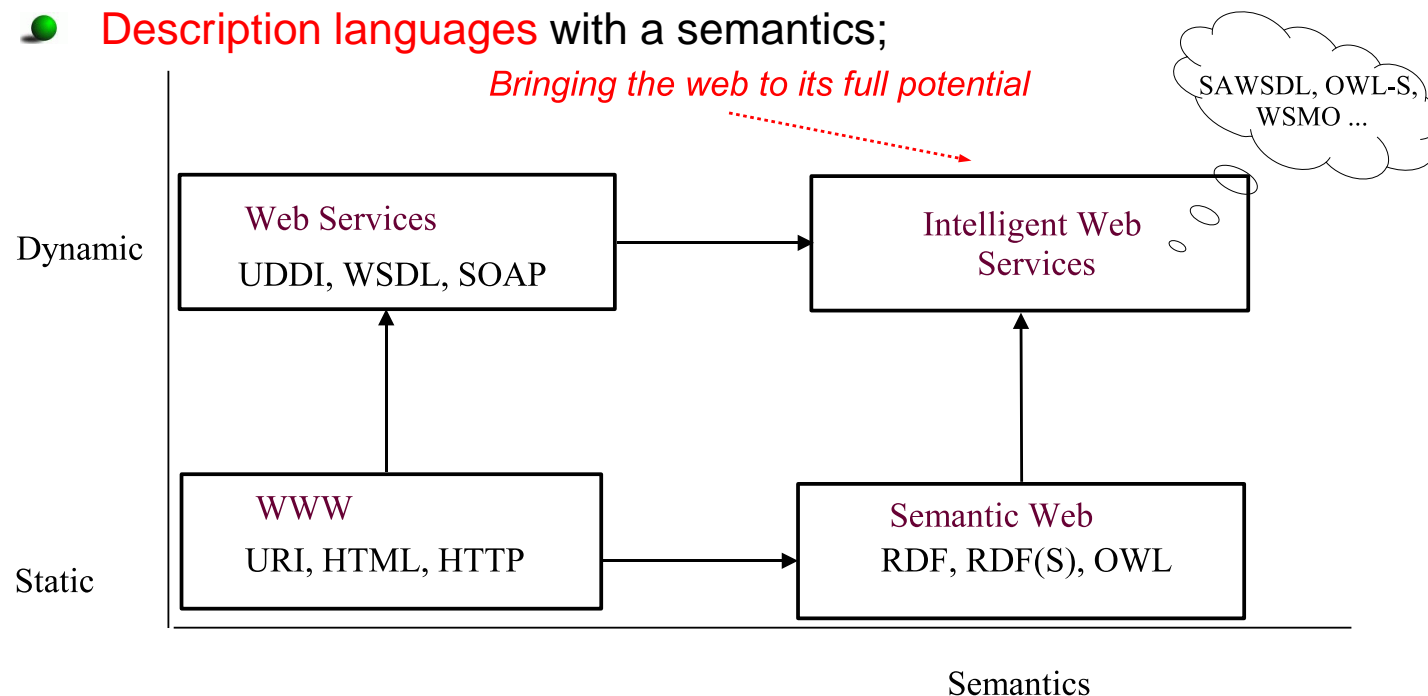 Description languages with a semantics;
Bringing the web to its full potential
SAWSDL, OWL-S,
WSMO ...
Dynamic
Web Services
UDDI, WSDL, SOAP
Intelligent Web
Services
Static
WWW
URI, HTML, HTTP
Semantic Web
RDF, RDF(S), OWL
Semantics